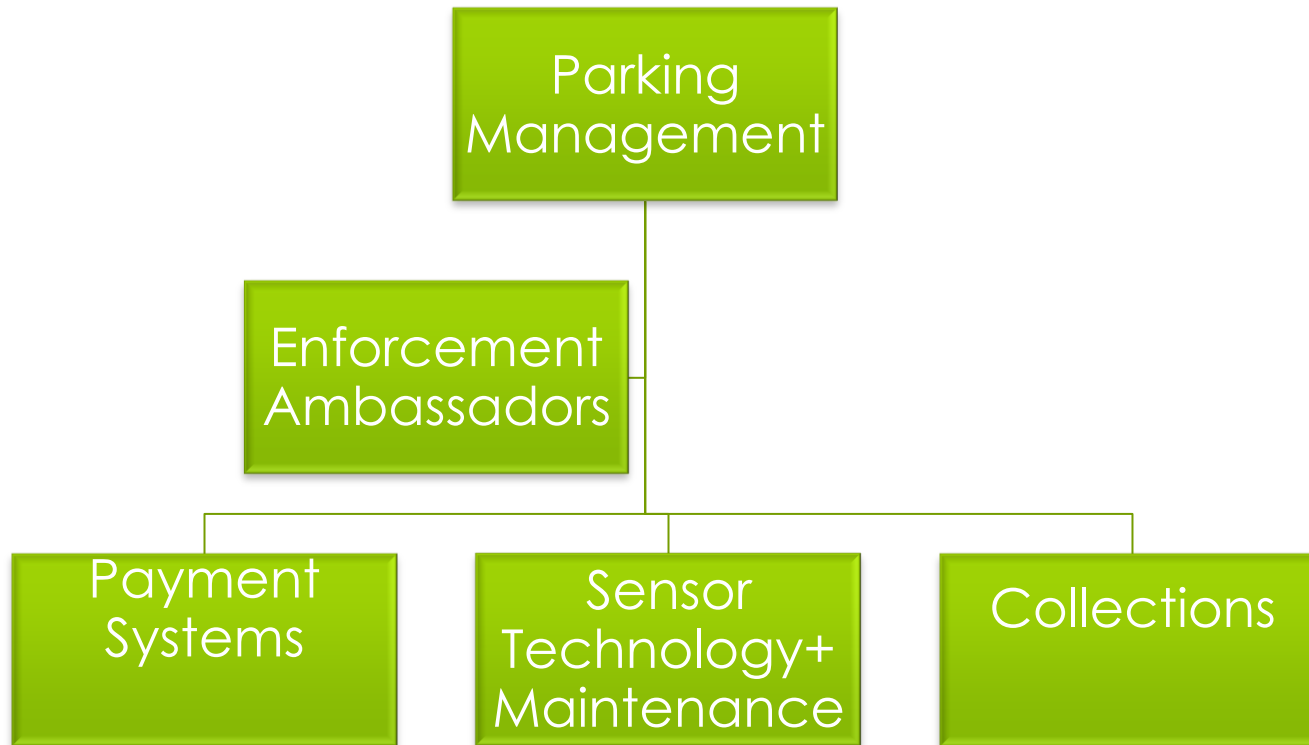 Parking
Management
Enforcement
Ambassadors
Payment
Systems
Sensor
Technology+
Maintenance
Collections